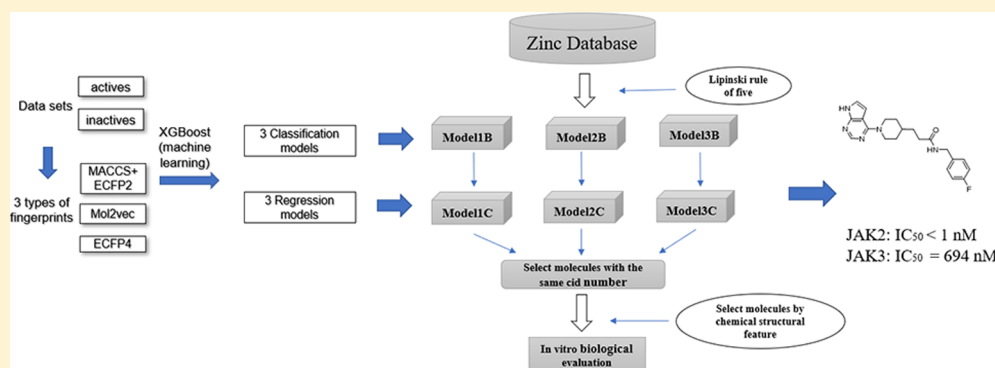 Data sets
actives
inactives
3 types of
fingerprints
MACCS+
ECFP2
Mol2vec
ECFP4
XGBoost
(machine
learning)
3 Classification
models
3 Regression
models
Zinc Database
Lipinski rule
of five
Model1B
Model2B
Model3B
Model1C
Model2C
Model3C
Select molecules with the
same cid number
Select molecules by
chemical structural
feature
In vitro biological
evaluation
HN
N
N
N
O
N
H
F
JAK2: IC50 < 1 nM
JAK3: IC50 = 694 nM